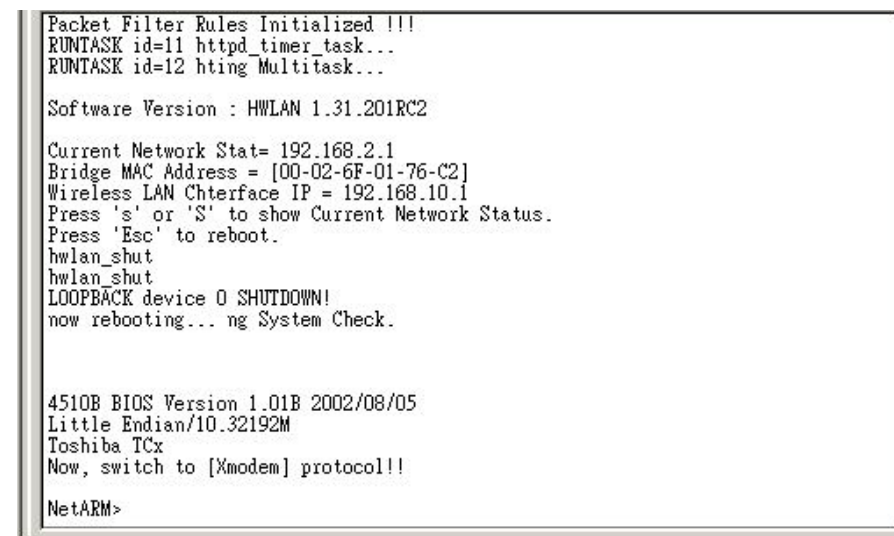 Packet Filter Rules Initialized !!!
RUNTASK id=11 httpd_timer_task...
RUNTASK id=12 hting Multitask...
Software Version : HWLAN 1.31.201RC2
Current Network Stat= 192.168.2.1
Bridge MAC Address = [00-02-6F-01-76-C2]
Wireless LAN Chterface IP = 192.168.10.1
Press 's' or 'S' to show Current Network Status.
Press 'Esc' to reboot.
hwlan_shut
hwlan_shut
LOOPBACK device 0 SHUTDOWN!
now rebooting... ng System Check.
4510B BIOS Version 1.01B 2002/08/05
Little Endian/10.32192M
Toshiba TCx
Now, switch to [Xmodem] protocol!!
NetARM>